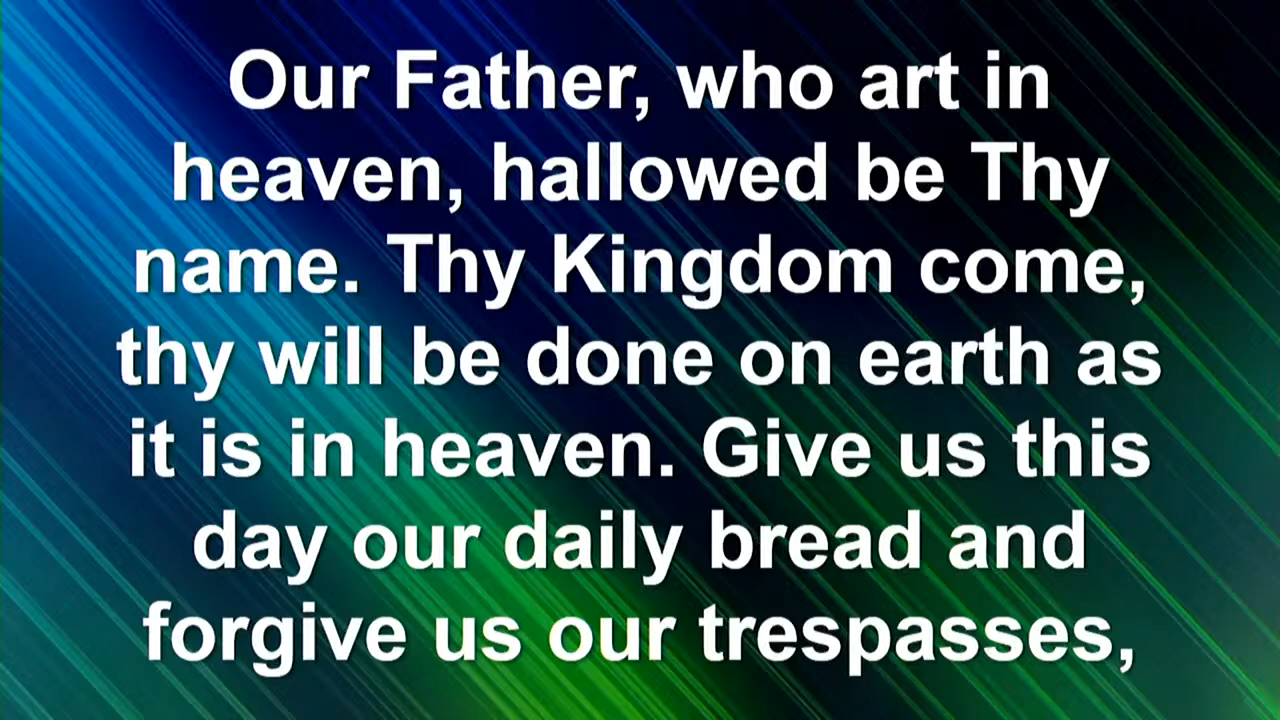 Our Father, who art in
heaven, hallowed be Thy
name. Thy Kingdom come,
thy will be done on earth as
it is in heaven. Give us this
day our daily bread and
forgive us our trespasses,